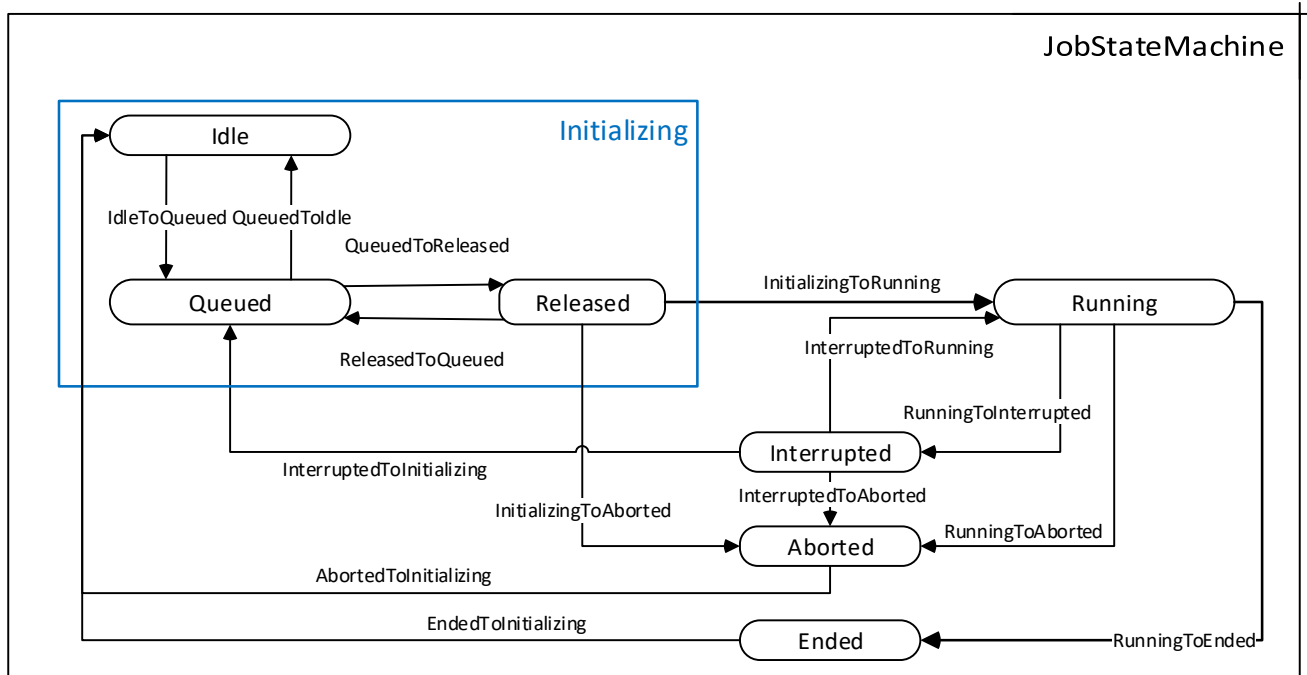 JobStateMachine
Initializing
Idle
IdleToQueued
QueuedToIdle
QueuedToReleased
Queued
Released
InitializingToRunning
Running
ReleasedToQueued
InterruptedToRunning
RunningToInterrupted
Interrupted
InterruptedToInitializing
InterruptedToAborted
InitializingToAborted
RunningToAborted
Aborted
AbortedToInitializing
EndedToInitializing
Ended
RunningToEnded